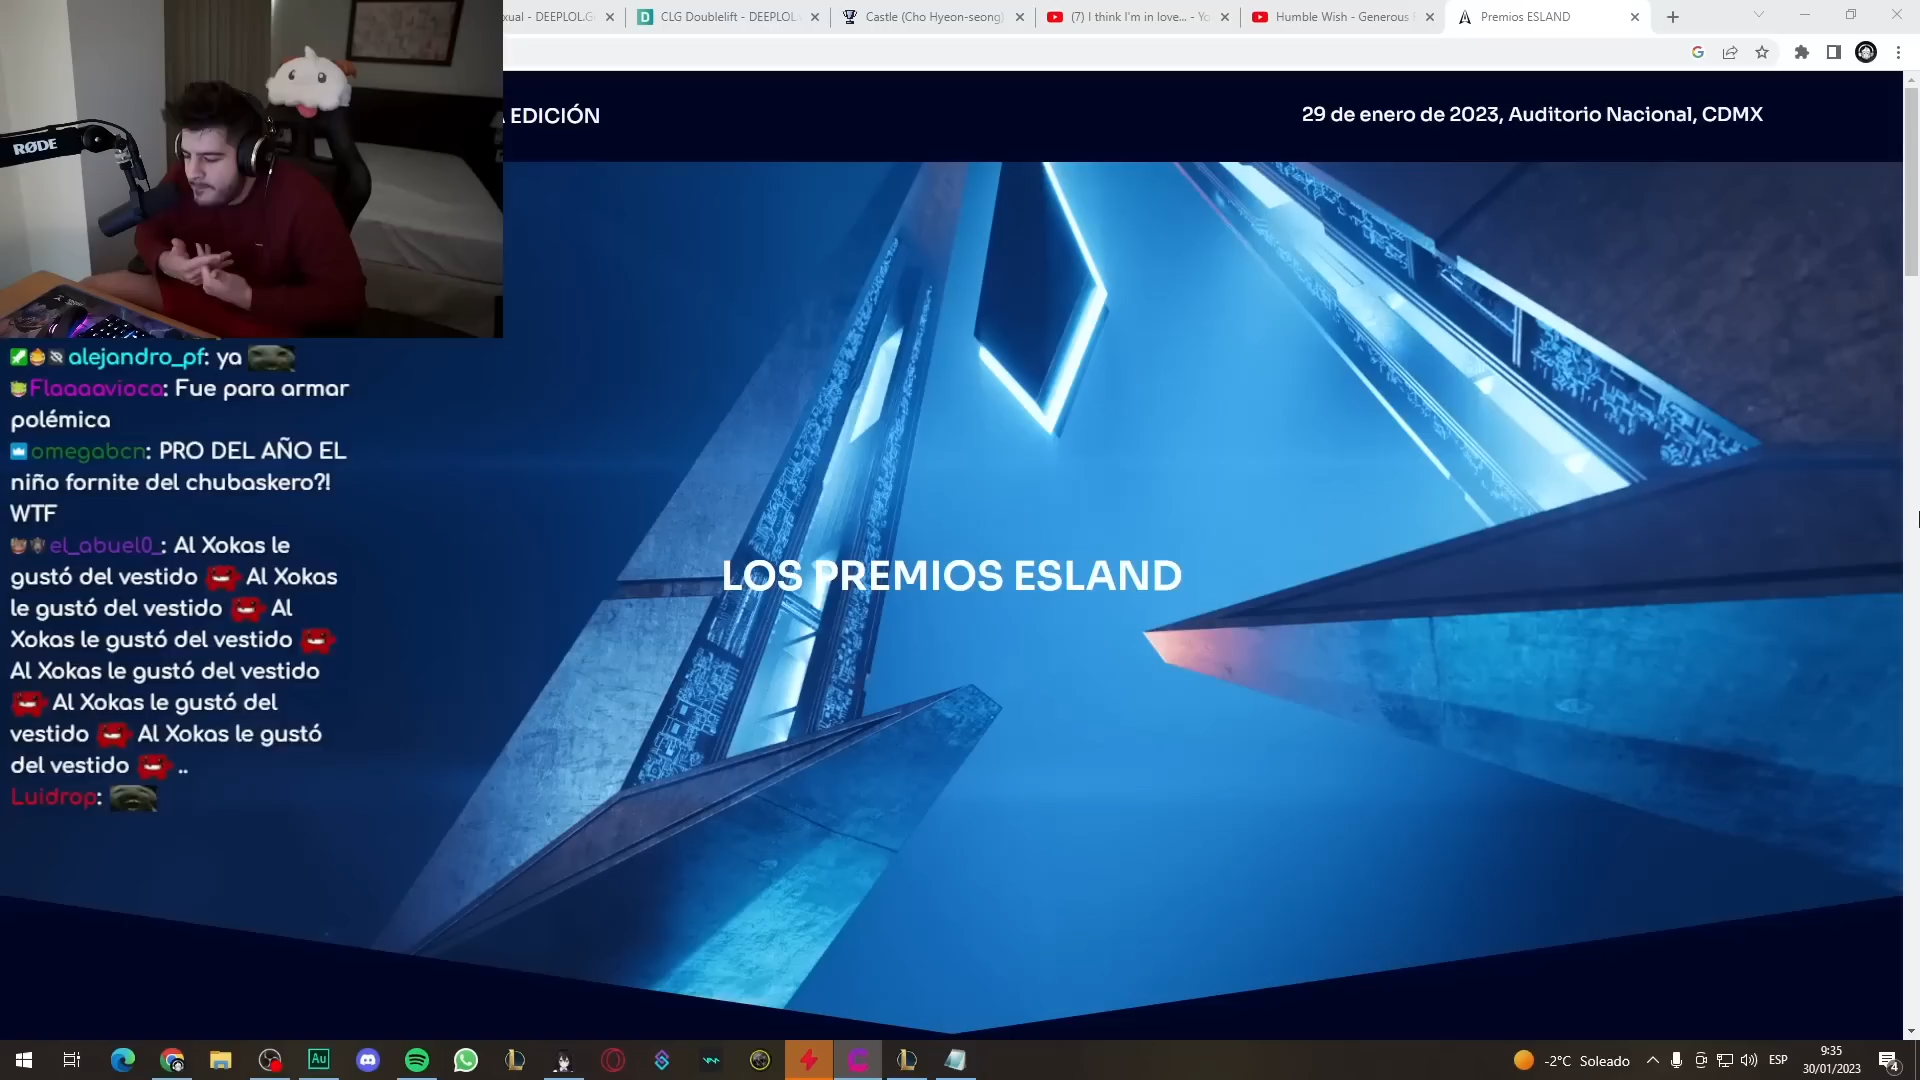 xual - DEEPLOL.G
CLG Doublelift - DEEPLOL
Castle (Cho Hyeon-seong)
(7) I think I'm in love... - Yo
Humble Wish - Generous
Premios ESLAND
EDICIÓN
29 de enero de 2023, Auditorio Nacional, CDMX
RØDE
alejandro_pf: ya
Flaaaavioca: Fue para armar
polémica
omegabcn: PRO DEL AÑO EL
niño fornite del chubaskero?!
WTF
el_abuel0_: Al Xokas le
gustó del vestido Al Xokas
le gustó del vestido Al
Xokas le gustó del vestido
Al Xokas le gustó del vestido
Al Xokas le gustó del
vestido Al Xokas le gustó
del vestido ..
Luidrop:
LOS PREMIOS ESLAND
Au
-2°C Soleado
ESP
9:35
30/01/2023
4